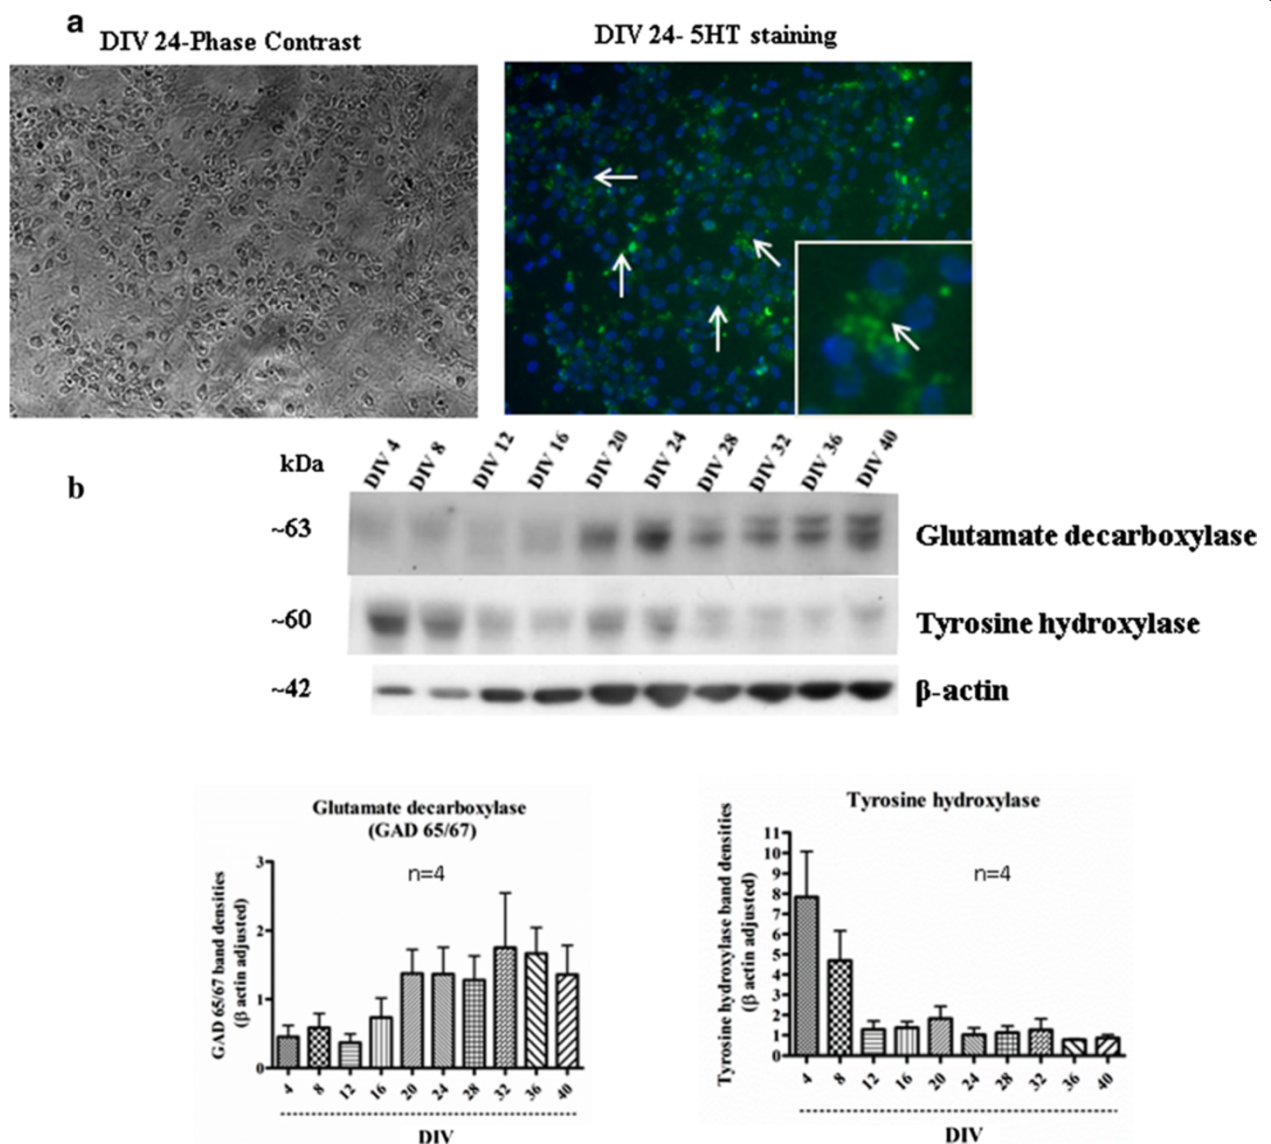 a
DIV 24-Phase Contrast
DIV 24- 5HT staining
b
kDa
DIV 4
DIV 8
DIV 12
DIV 16
DIV 20
DIV 24
DIV 28
DIV 32
DIV 36
DIV 40
~63
Glutamate decarboxylase
~60
Tyrosine hydroxylase
~42
β-actin
Glutamate decarboxylase
(GAD 65/67)
n=4
GAD 65/67 band densities
(β actin adjusted)
3
2
1
0
4
8
12
16
20
24
28
32
36
40
DIV
Tyrosine hydroxylase
n=4
Tyrosine hydroxylase band densities
(β actin adjusted)
11
10
9
8
7
6
5
4
3
2
1
0
4
8
12
16
20
24
28
32
36
40
DIV